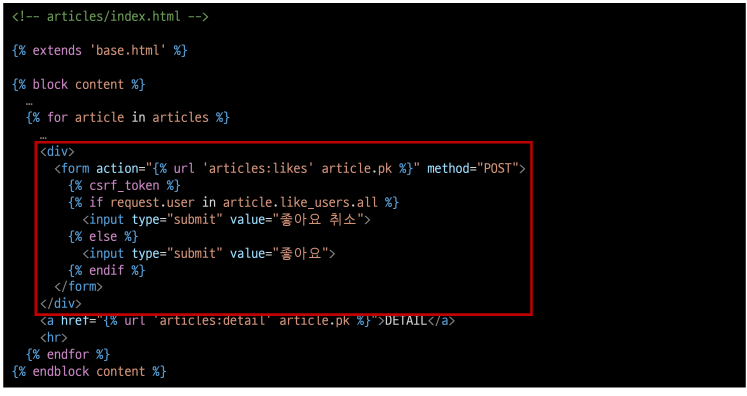 <!-- articles/index.html -->
{% extends 'base.html' %}
{% block content %}
…
{% for article in articles %}
…
<div>
<form action="{% url 'articles:likes' article.pk %}" method="POST">
{% csrf_token %}
{% if request.user in article.like_users.all %}
<input type="submit" value="좋아요 취소">
{% else %}
<input type="submit" value="좋아요">
{% endif %}
</form>
</div>
<a href="{% url 'articles:detail' article.pk %}">DETAIL</a>
<hr>
{% endfor %}
{% endblock content %}